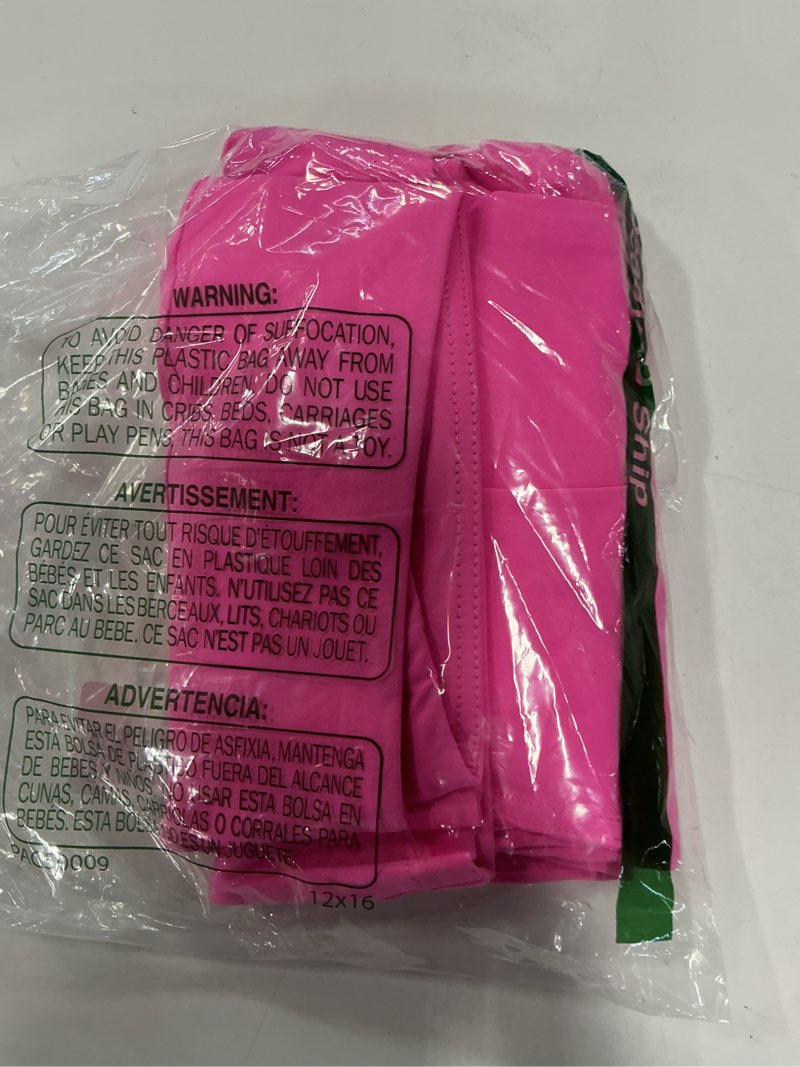 WARNING:
TO AVOID DANGER OF SUFFOCATION,
KEEP THIS PLASTIC BAG AWAY FROM
BABIES AND CHILDREN. DO NOT USE
THIS BAG IN CRIBS, BEDS, CARRIAGES
OR PLAY PENS. THIS BAG IS NOT A TOY.
AVERTISSEMENT:
POUR ÉVITER TOUT RISQUE D'ÉTOUFFEMENT,
GARDEZ CE SAC EN PLASTIQUE LOIN DES
BÉBÉS ET LES ENFANTS. N'UTILISEZ PAS CE
SAC DANS LES BERCEAUX, LITS, CHARIOTS OU
PARC AU BEBE. CE SAC N'EST PAS UN JOUET.
ADVERTENCIA:
PARA EVITAR EL PELIGRO DE ASFIXIA, MANTENGA
ESTA BOLSA DE PLASTICO FUERA DEL ALCANCE
DE BEBES Y NIÑOS. NO USAR ESTA BOLSA EN
CUNAS, CAMAS, CARRIOLAS O CORRALES PARA
BEBÉS. ESTA BOLSA NO ES UN JUGUETE.
12x16
ship